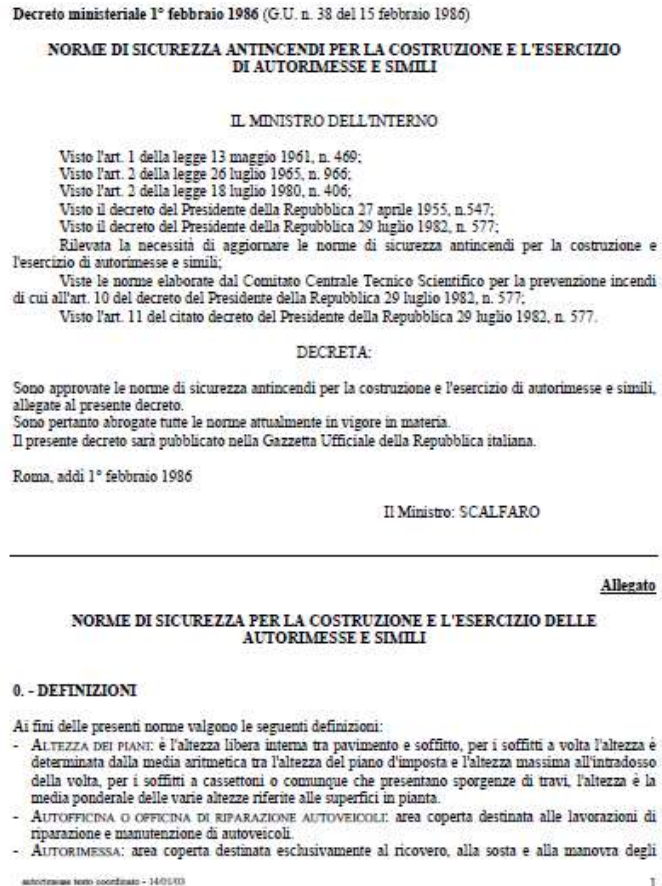 Decreto ministeriale 1° febbraio 1986 (G.U. n. 38 del 15 febbraio 1986)
NORME DI SICUREZZA ANTINCENDI PER LA COSTRUZIONE E L'ESERCIZIO
DI AUTORIMESSE E SIMILI
IL MINISTRO DELL'INTERNO
Visto l'art. 1 della legge 13 maggio 1961, n. 469;
Visto l'art. 2 della legge 26 luglio 1965, n. 966;
Visto l'art. 2 della legge 18 luglio 1980, n. 406;
Visto il decreto del Presidente della Repubblica 27 aprile 1955, n.547;
Visto il decreto del Presidente della Repubblica 29 luglio 1982, n. 577;
Rilevata la necessità di aggiornare le norme di sicurezza antincendi per la costruzione e
l'esercizio di autorimesse e simili;
Viste le norme elaborate dal Comitato Centrale Tecnico Scientifico per la prevenzione incendi
di cui all'art. 10 del decreto del Presidente della Repubblica 29 luglio 1982, n. 577;
Visto l'art. 11 del citato decreto del Presidente della Repubblica 29 luglio 1982, n. 577.
DECRETA:
Sono approvate le norme di sicurezza antincendi per la costruzione e l'esercizio di autorimesse e simili,
allegate al presente decreto.
Sono pertanto abrogate tutte le norme attualmente in vigore in materia.
Il presente decreto sarà pubblicato nella Gazzetta Ufficiale della Repubblica italiana.
Roma, addì 1° febbraio 1986
Il Ministro: SCALFARO
Allegato
NORME DI SICUREZZA PER LA COSTRUZIONE E L'ESERCIZIO DELLE
AUTORIMESSE E SIMILI
0. - DEFINIZIONI
Ai fini delle presenti norme valgono le seguenti definizioni:
- ALTEZZA DEI PIANI: è l'altezza libera interna tra pavimento e soffitto, per i soffitti a volta l'altezza è
determinata dalla media aritmetica tra l'altezza del piano d'imposta e l'altezza massima all'intradosso
della volta, per i soffitti a cassettoni o comunque che presentano sporgenze di travi, l'altezza è la
media ponderale delle varie altezze riferite alle superfici in pianta.
- AUTOFFICINA O OFFICINA DI RIPARAZIONE AUTOVEICOLI: area coperta destinata alle lavorazioni di
riparazione e manutenzione di autoveicoli.
- AUTORIMESSA: area coperta destinata esclusivamente al ricovero, alla sosta e alla manovra degli
autorimesse testo coordinato - 14/01/03
1